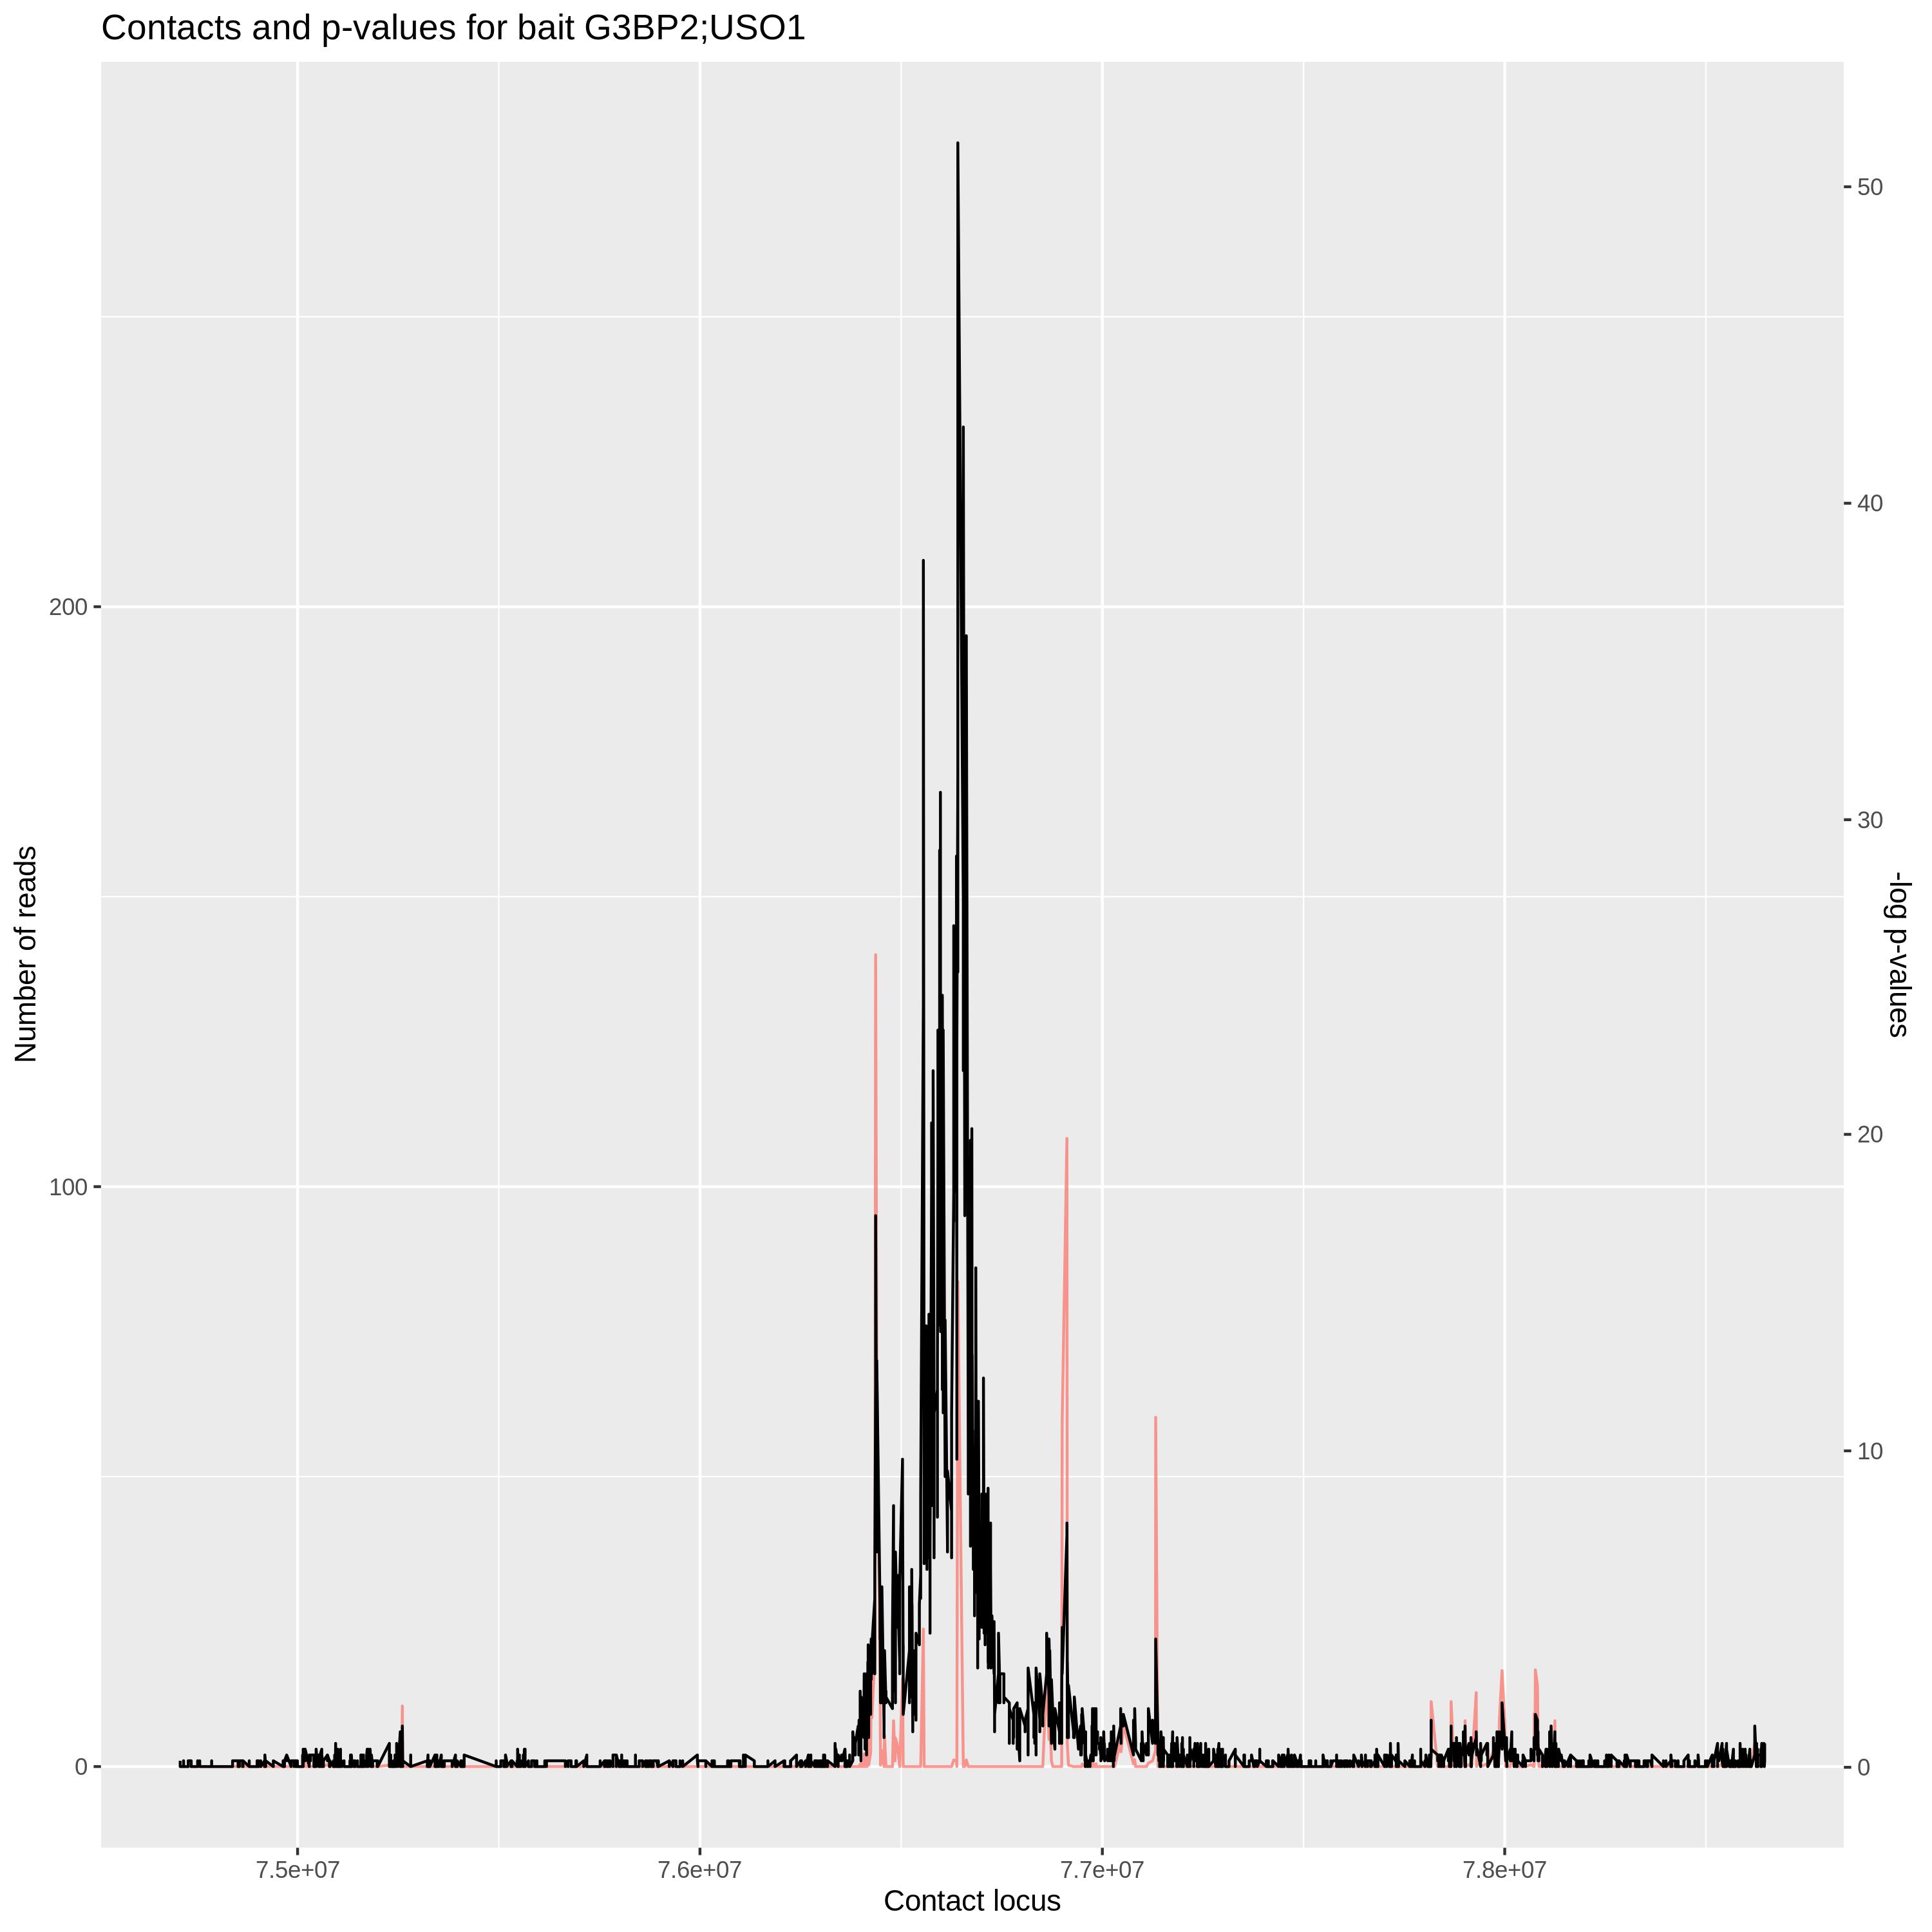 Contacts and p-values for bait G3BP2;USO1
Number of reads
200
100
0
50
40
30
20
10
0
-log p-values
7.5e+07
7.6e+07
7.7e+07
7.8e+07
Contact locus